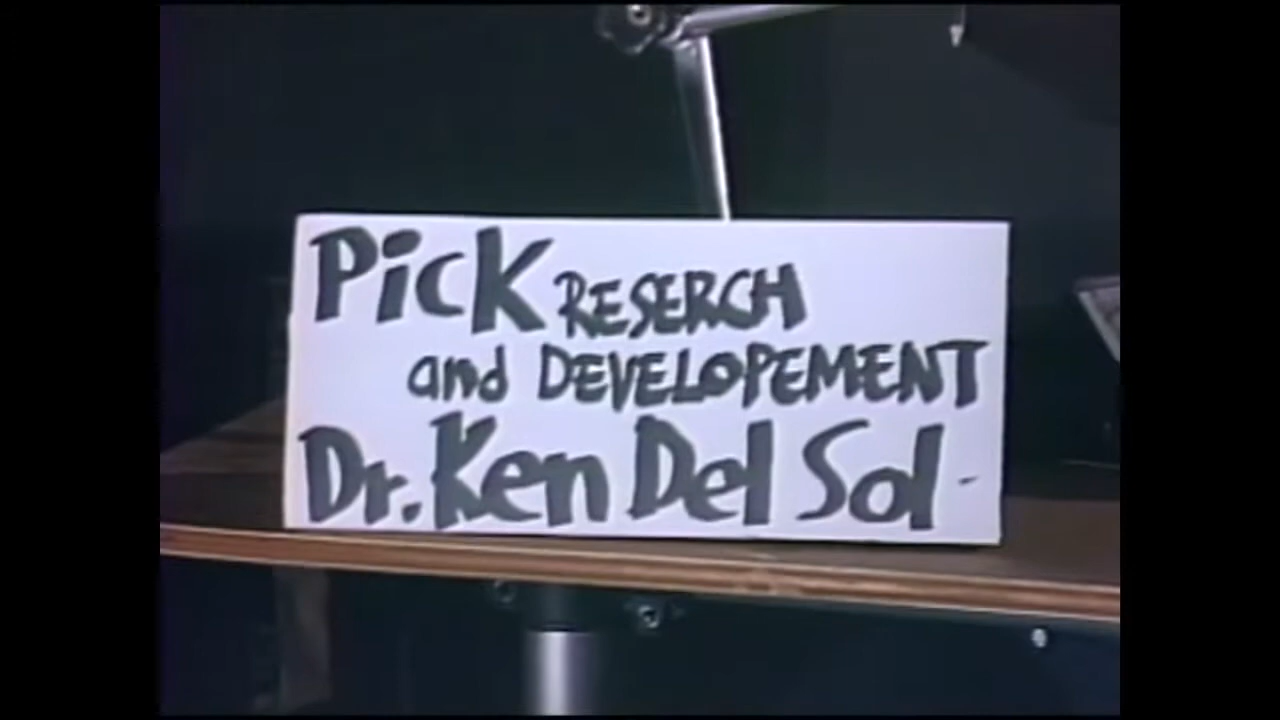 Pick RESERCH
and DEVELOPEMENT
Dr. Ken Del Sol -